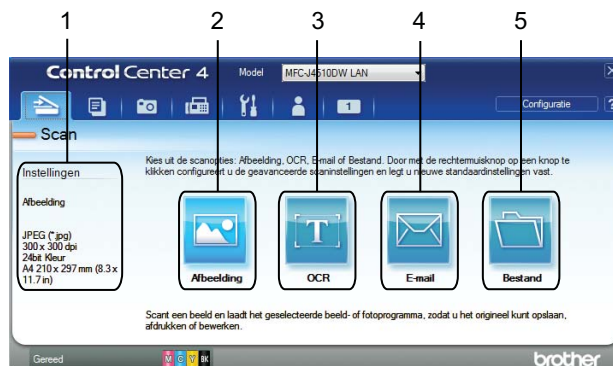 1 2 3 4 5
Control Center 4 Model MFC-J4510DW LAN
1 Configuratie ?
Scan
Kies uit de scanopties: Afbeelding, OCR, E-mail of Bestand. Door met de rechtermuisknop op een knop te
klikken configureert u de geavanceerde scaninstellingen en legt u nieuwe standaardinstellingen vast.
Instellingen
Afbeelding
JPEG (*.jpg)
300 x 300 dpi
24bit Kleur
A4 210 x 297 mm (8.3 x
11.7 in)
T
Afbeelding OCR E-mail Bestand
Scant een beeld en laadt het geselecteerde beeld- of fotoprogramma, zodat u het origineel kunt opslaan,
afdrukken of bewerken.
Gereed M C Y BK brother